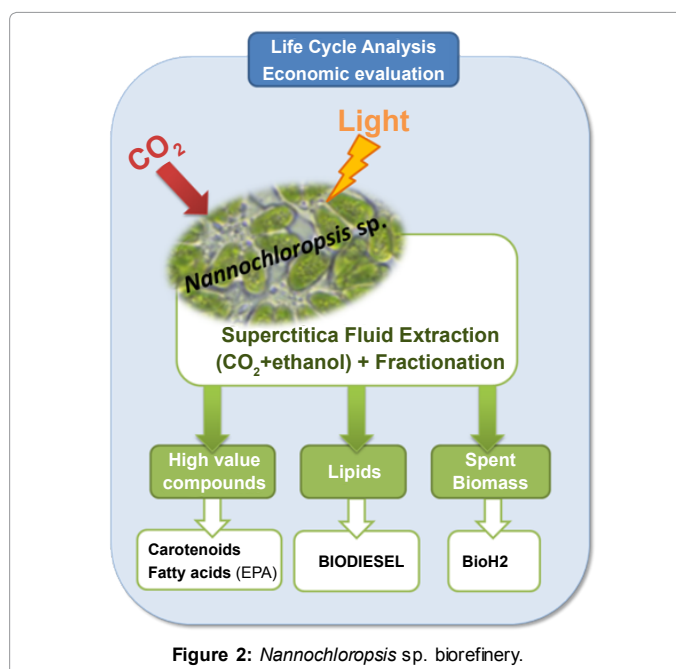 Life Cycle Analysis
Economic evaluation
Light
CO₂
Nannochloropsis sp.
Superctitica Fluid Extraction
(CO₂+ethanol) + Fractionation
High value
compounds
Lipids
Spent
Biomass
Carotenoids
Fatty acids (EPA)
BIODIESEL
BioH2
Figure 2: Nannochloropsis sp. biorefinery.